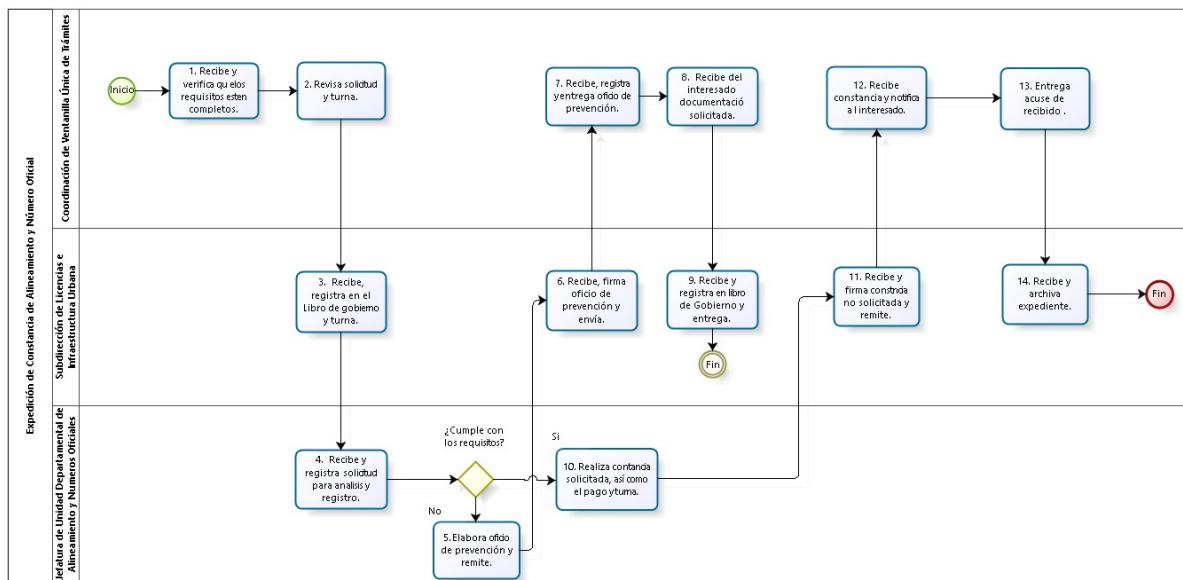 Expedición de Constancia de Alineamiento y Número Oficial
Coordinación de Ventanilla Única de Trámites
Inicio
1. Recibe y
verifica qu elos
requisitos esten
completos.
2. Revisa solicitud
y turna.
7. Recibe, registra
y entrega oficio de
prevención.
8. Recibe del
interesado
documentació
solicitada.
12. Recibe
constancia y notifica
a l interesado.
13. Entrega
acuse de
recibido .
Subdirección de Licencias e
Infraestructura Urbana
3. Recibe,
registra en el
Libro de gobierno
y turna.
6. Recibe, firma
oficio de
prevención y
envía.
9. Recibe y
registra en libro
de Gobierno y
entrega.
Fin
11. Recibe y
firma constnda
no solicitada y
remite.
14. Recibe y
archiva
expediente.
Fin
Jefatura de Unidad Departamental de
Alineamiento y Numeros Oficiales
4. Recibe y
registra solicitud
para analisis y
registro.
¿Cumple con
los requisitos?
Si
10. Realiza contanda
solicitada, así como
el pago y turna.
No
5. Elabora oficio
de prevención y
remite.